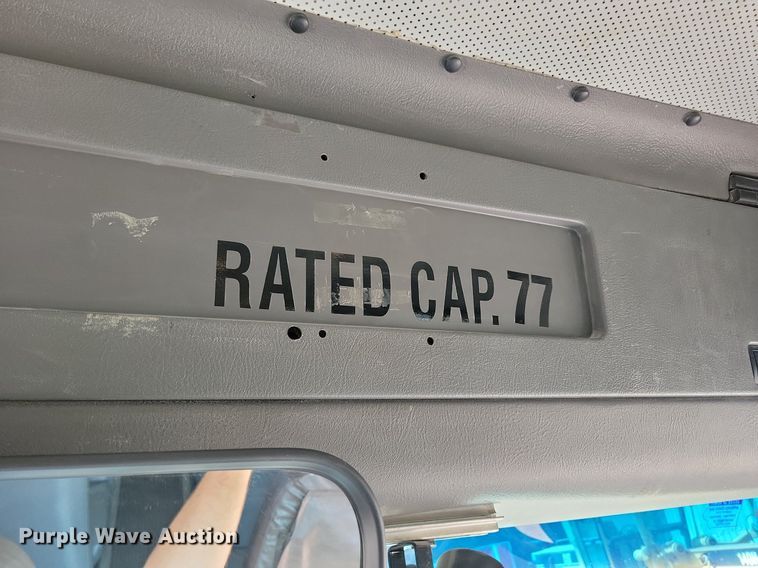 RATED CAP. 77
Purple Wave Auction